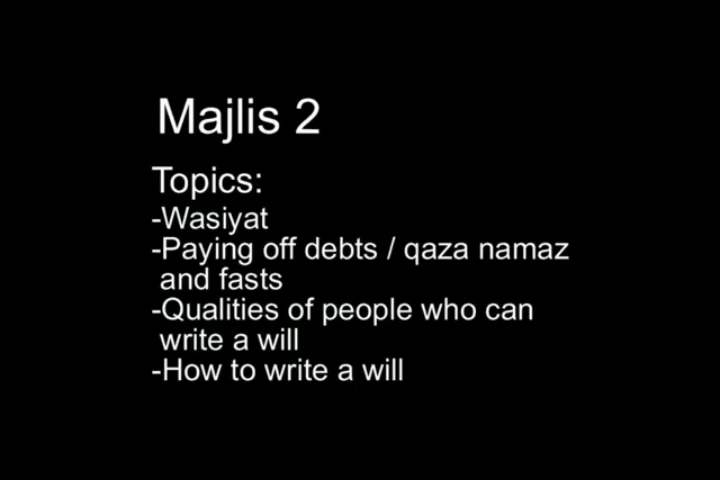 Majlis 2
Topics:
-Wasiyat
-Paying off debts / qaza namaz
and fasts
-Qualities of people who can
write a will
-How to write a will